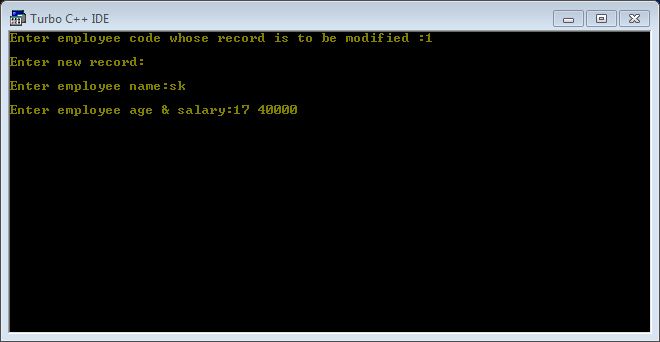 Turbo C++ IDE
Enter employee code whose record is to be modified :1
Enter new record:
Enter employee name:sk
Enter employee age & salary:17 40000